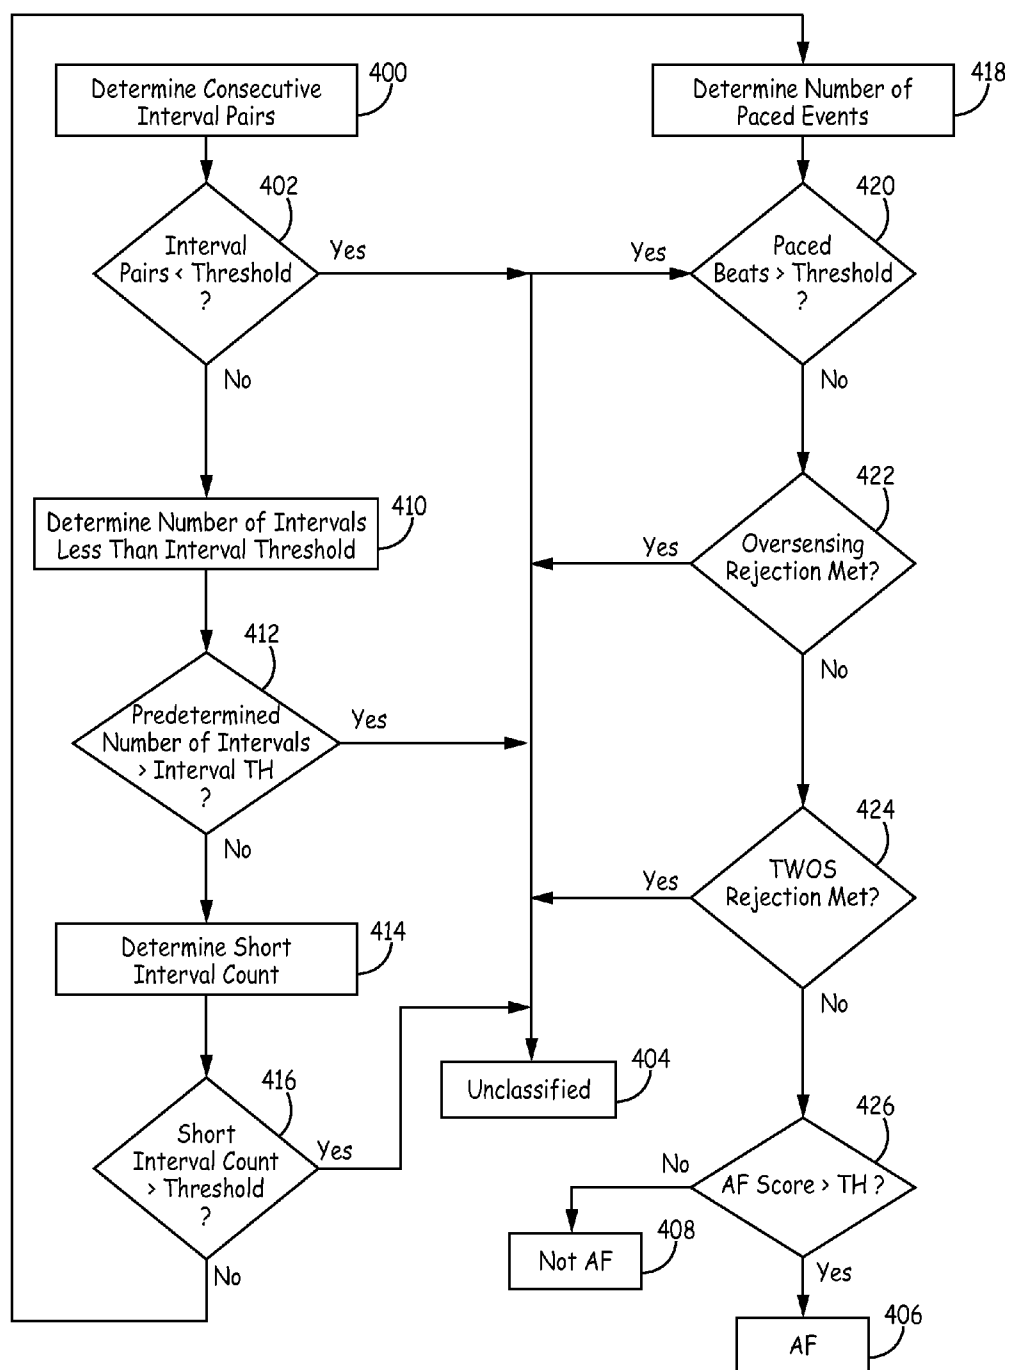 Determine Consecutive
Interval Pairs
400
Interval
Pairs < Threshold
?
402
Yes
No
Determine Number of Intervals
Less Than Interval Threshold
410
Predetermined
Number of Intervals
> Interval TH
?
412
Yes
No
Determine Short
Interval Count
414
Short
Interval Count
> Threshold
?
416
Yes
No
Unclassified
404
Determine Number of
Paced Events
418
Paced
Beats > Threshold
?
420
Yes
No
Oversensing
Rejection Met?
422
Yes
No
TWOS
Rejection Met?
424
Yes
No
AF Score > TH ?
426
No
Yes
Not AF
408
AF
406